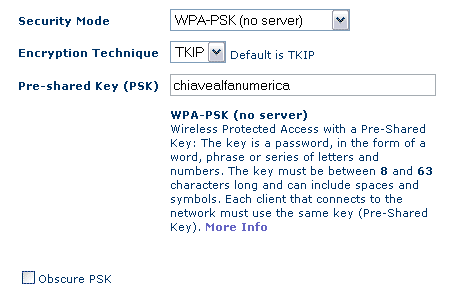 Security Mode WPA-PSK (no server)
Encryption Technique TKIP Default is TKIP
Pre-shared Key (PSK) chiavealfanumerica
WPA-PSK (no server)
Wireless Protected Access with a Pre-Shared
Key: The key is a password, in the form of a
word, phrase or series of letters and
numbers. The key must be between 8 and 63
characters long and can include spaces and
symbols. Each client that connects to the
network must use the same key (Pre-Shared
Key). More Info
Obscure PSK